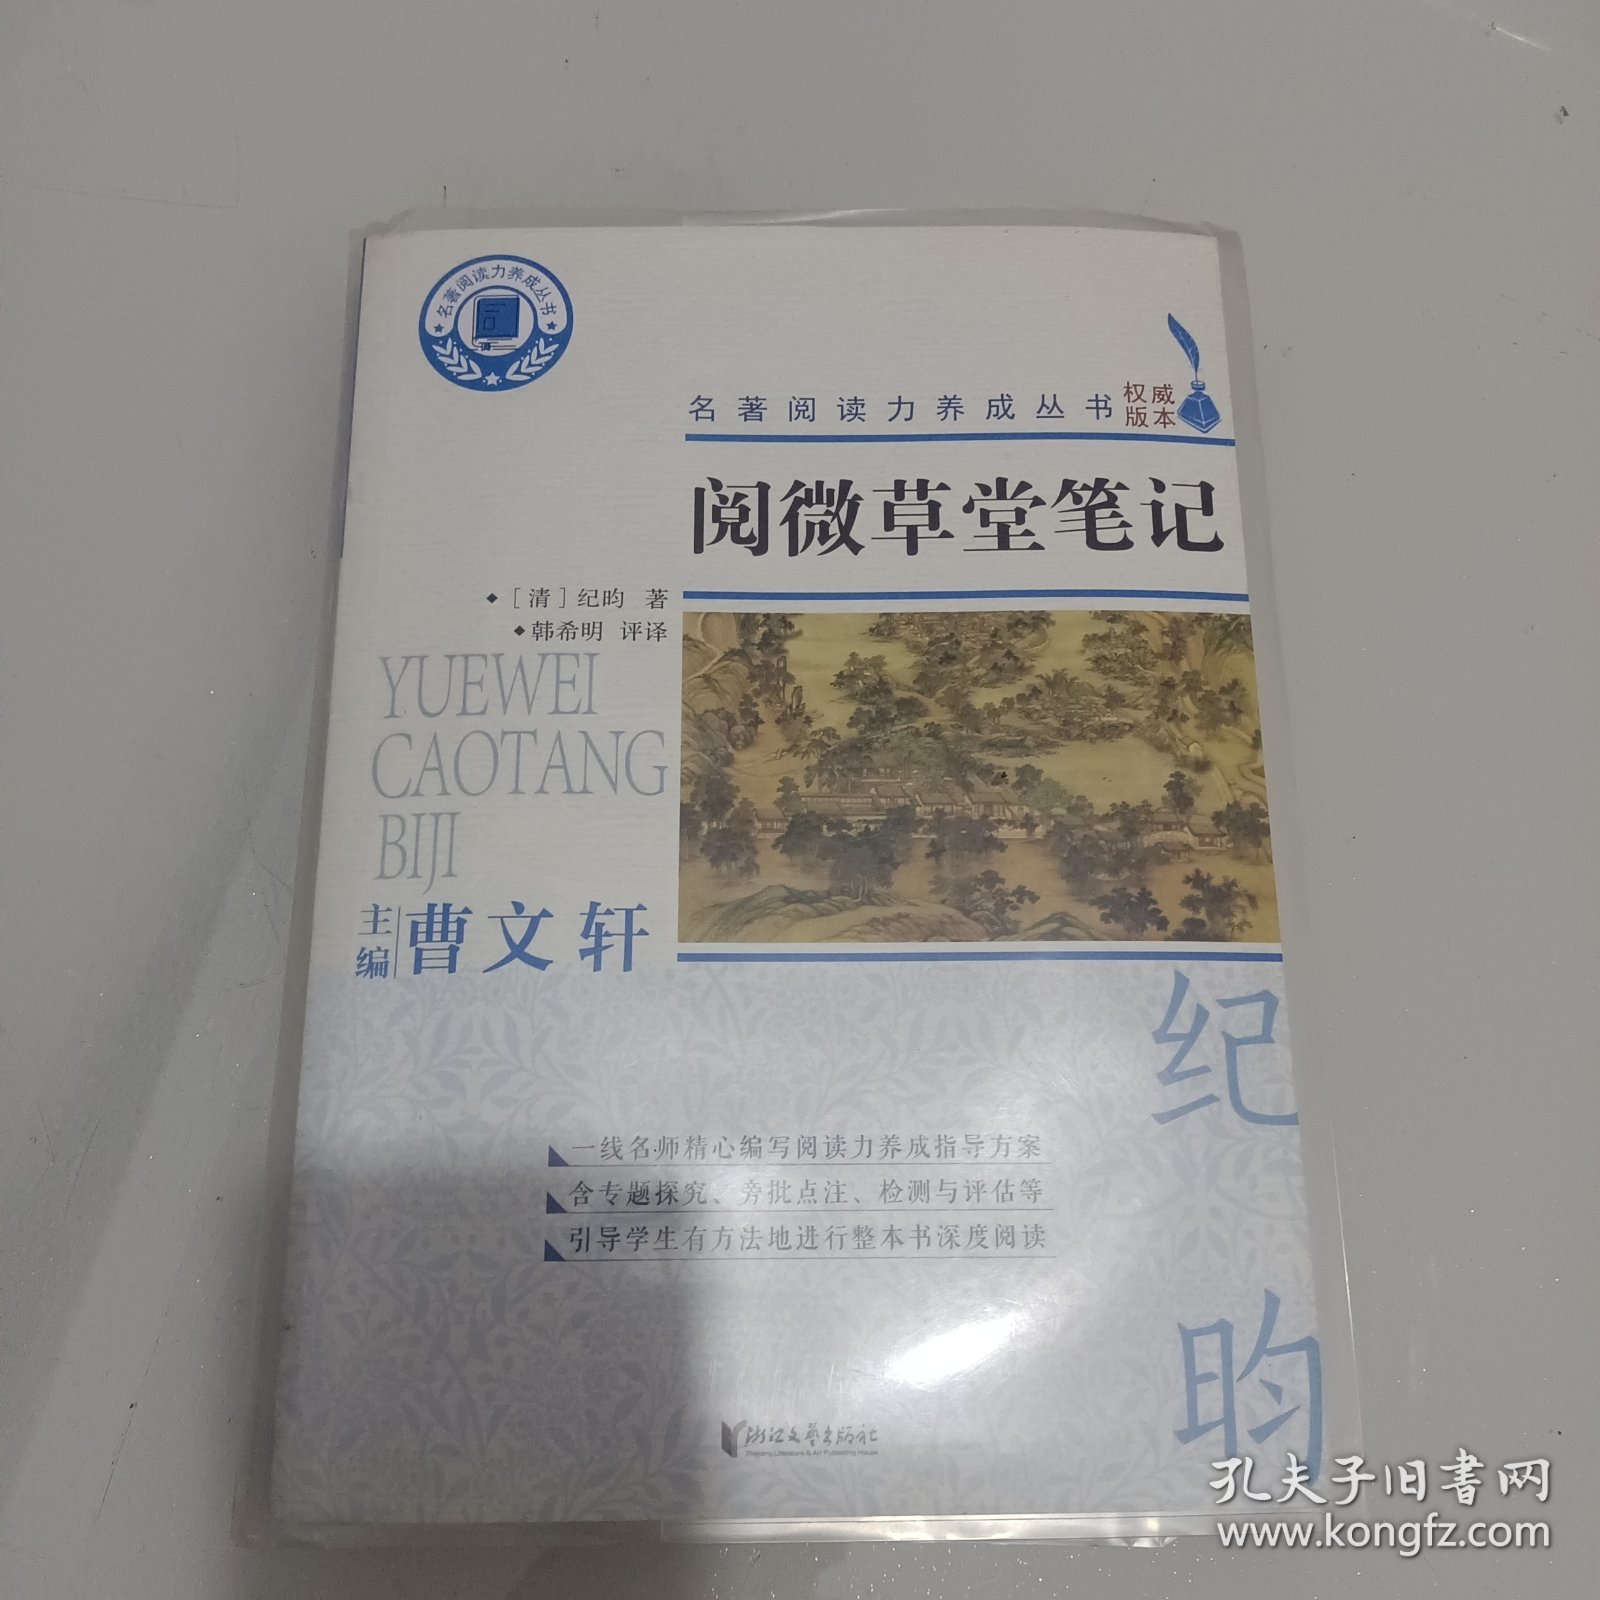 名著阅读力养成丛书
名著阅读力养成丛书
权威
版本
阅微草堂笔记
[清]纪昀 著
韩希明 评译
YUEWEI
CAOTANG
BIJI
主编
曹文轩
纪昀
一线名师精心编写阅读力养成指导方案
含专题探究、旁批点注、检测与评估等
引导学生有方法地进行整本书深度阅读
浙江文艺出版社
Zhejiang Literature & Art Publishing House
孔夫子旧书网
www.kongfz.com